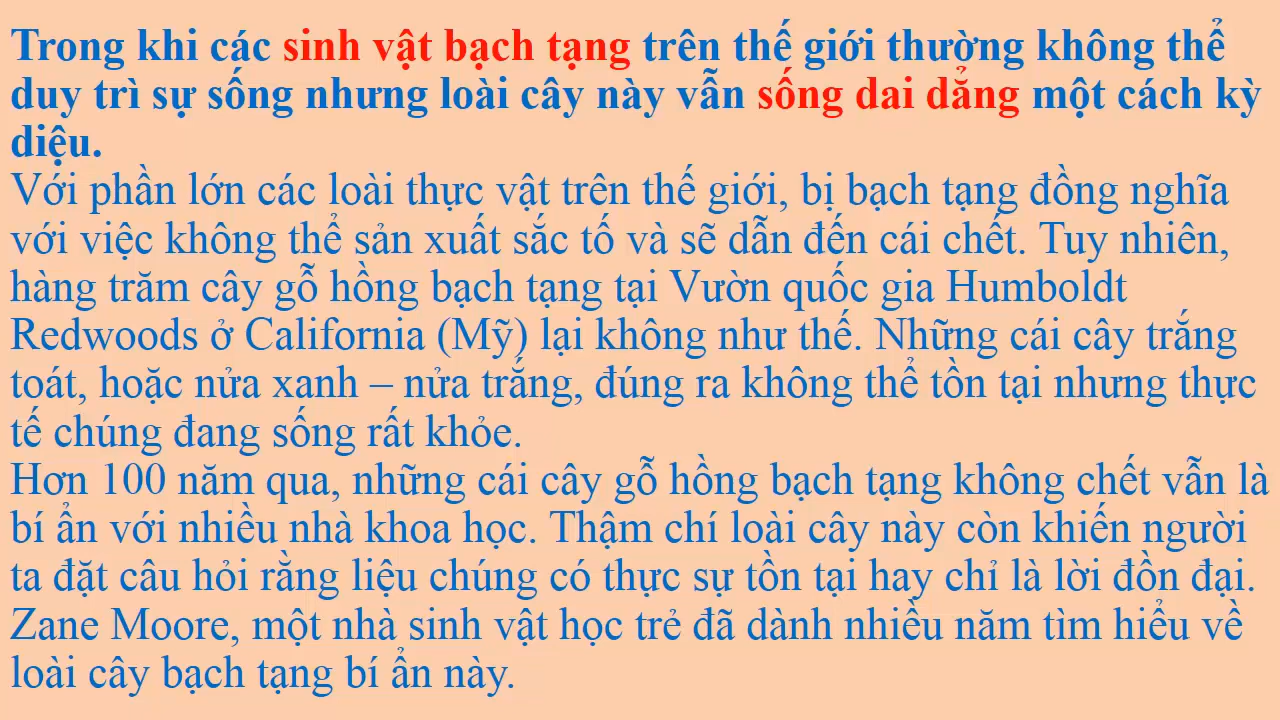 Trong khi các sinh vật bạch tạng trên thế giới thường không thể
duy trì sự sống nhưng loài cây này vẫn sống dai dẳng một cách kỳ
diệu.
Với phần lớn các loài thực vật trên thế giới, bị bạch tạng đồng nghĩa
với việc không thể sản xuất sắc tố và sẽ dẫn đến cái chết. Tuy nhiên,
hàng trăm cây gỗ hồng bạch tạng tại Vườn quốc gia Humboldt
Redwoods ở California (Mỹ) lại không như thế. Những cái cây trắng
toát, hoặc nửa xanh – nửa trắng, đúng ra không thể tồn tại nhưng thực
tế chúng đang sống rất khỏe.
Hơn 100 năm qua, những cái cây gỗ hồng bạch tạng không chết vẫn là
bí ẩn với nhiều nhà khoa học. Thậm chí loài cây này còn khiến người
ta đặt câu hỏi rằng liệu chúng có thực sự tồn tại hay chỉ là lời đồn đại.
Zane Moore, một nhà sinh vật học trẻ đã dành nhiều năm tìm hiểu về
loài cây bạch tạng bí ẩn này.